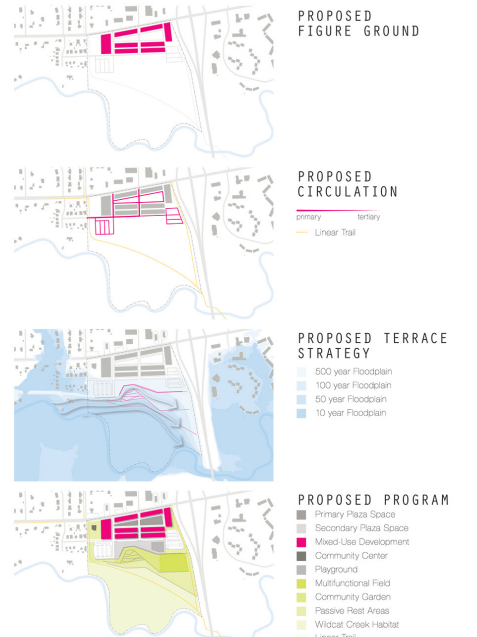 PROPOSED
FIGURE GROUND
PROPOSED
CIRCULATION
primary tertiary
Linear Trail
PROPOSED TERRACE
STRATEGY
500 year Floodplain
100 year Floodplain
50 year Floodplain
10 year Floodplain
PROPOSED PROGRAM
Primary Plaza Space
Secondary Plaza Space
Mixed-Use Development
Community Center
Playground
Multifunctional Field
Community Garden
Passive Rest Areas
Wildcat Creek Habitat
Linear Trail